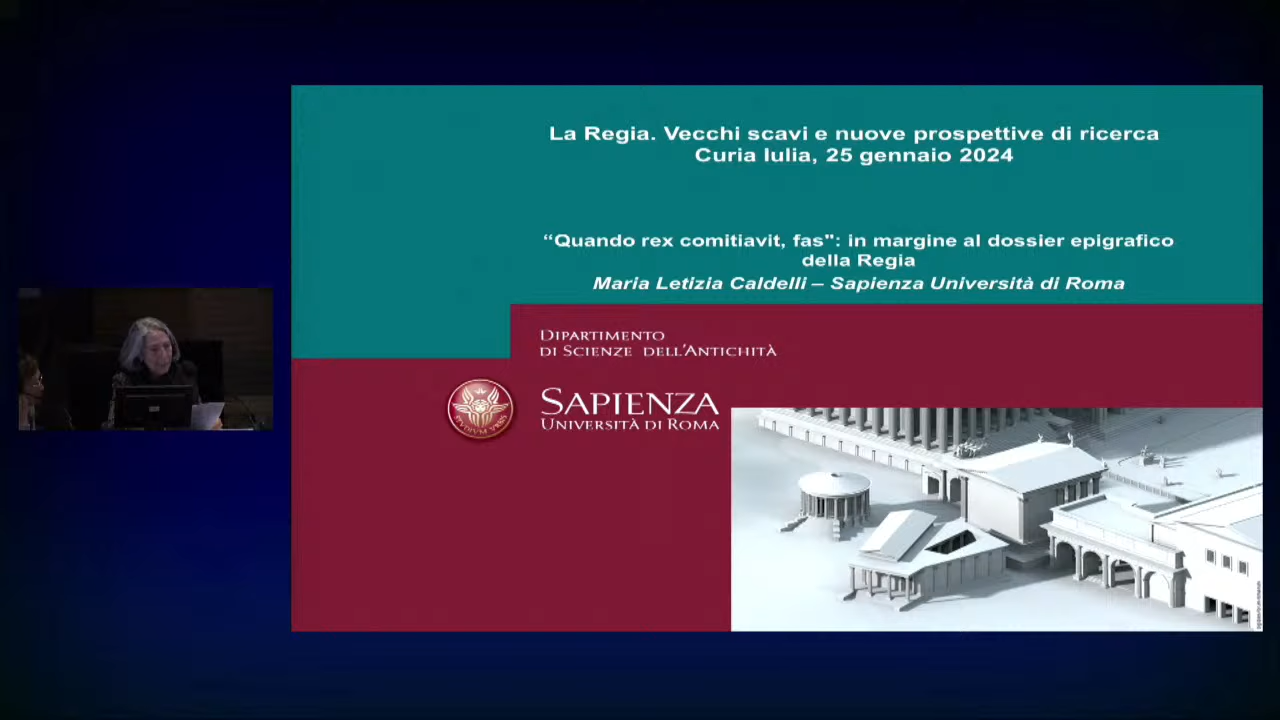 La Regia. Vecchi scavi e nuove prospettive di ricerca
Curia Iulia, 25 gennaio 2024
“Quando rex comitiavit, fas": in margine al dossier epigrafico
della Regia
Maria Letizia Caldelli – Sapienza Università di Roma
Dipartimento
di Scienze dell'Antichità
Sapienza
Università di Roma